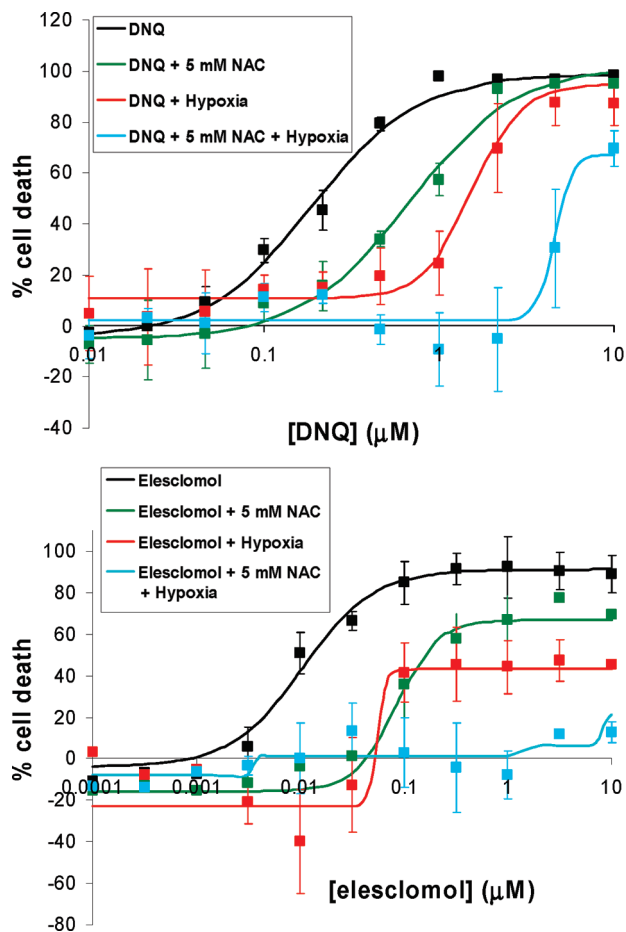 120
100
80
60
40
20
0
-20
-40
% cell death
DNQ
DNQ + 5 mM NAC
DNQ + Hypoxia
DNQ + 5 mM NAC + Hypoxia
0.01
0.1
1
10
[DNQ] (μM)
100
80
60
40
20
0
-20
-40
-60
-80
% cell death
Elesclomol
Elesclomol + 5 mM NAC
Elesclomol + Hypoxia
Elesclomol + 5 mM NAC
+ Hypoxia
0.0001
0.001
0.01
0.1
1
10
[elesclomol] (μM)